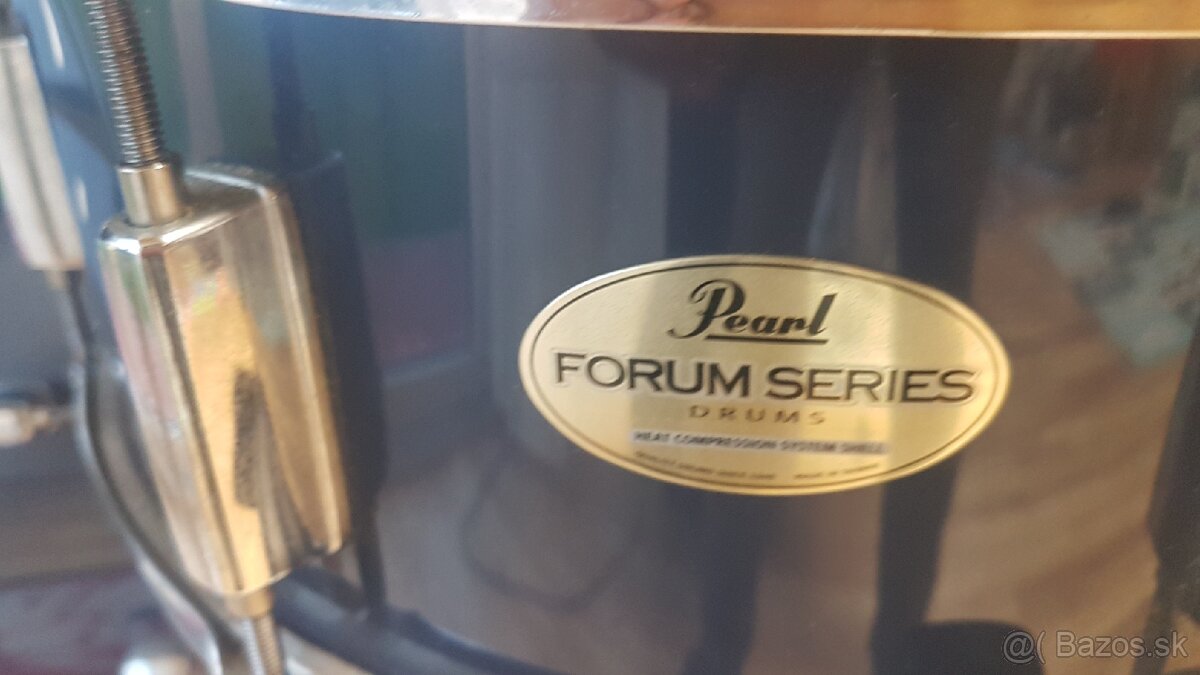 Pearl
FORUM SERIES
DRUMS
HEAT COMPRESSION SYSTEM SHELL
@( Bazos.sk